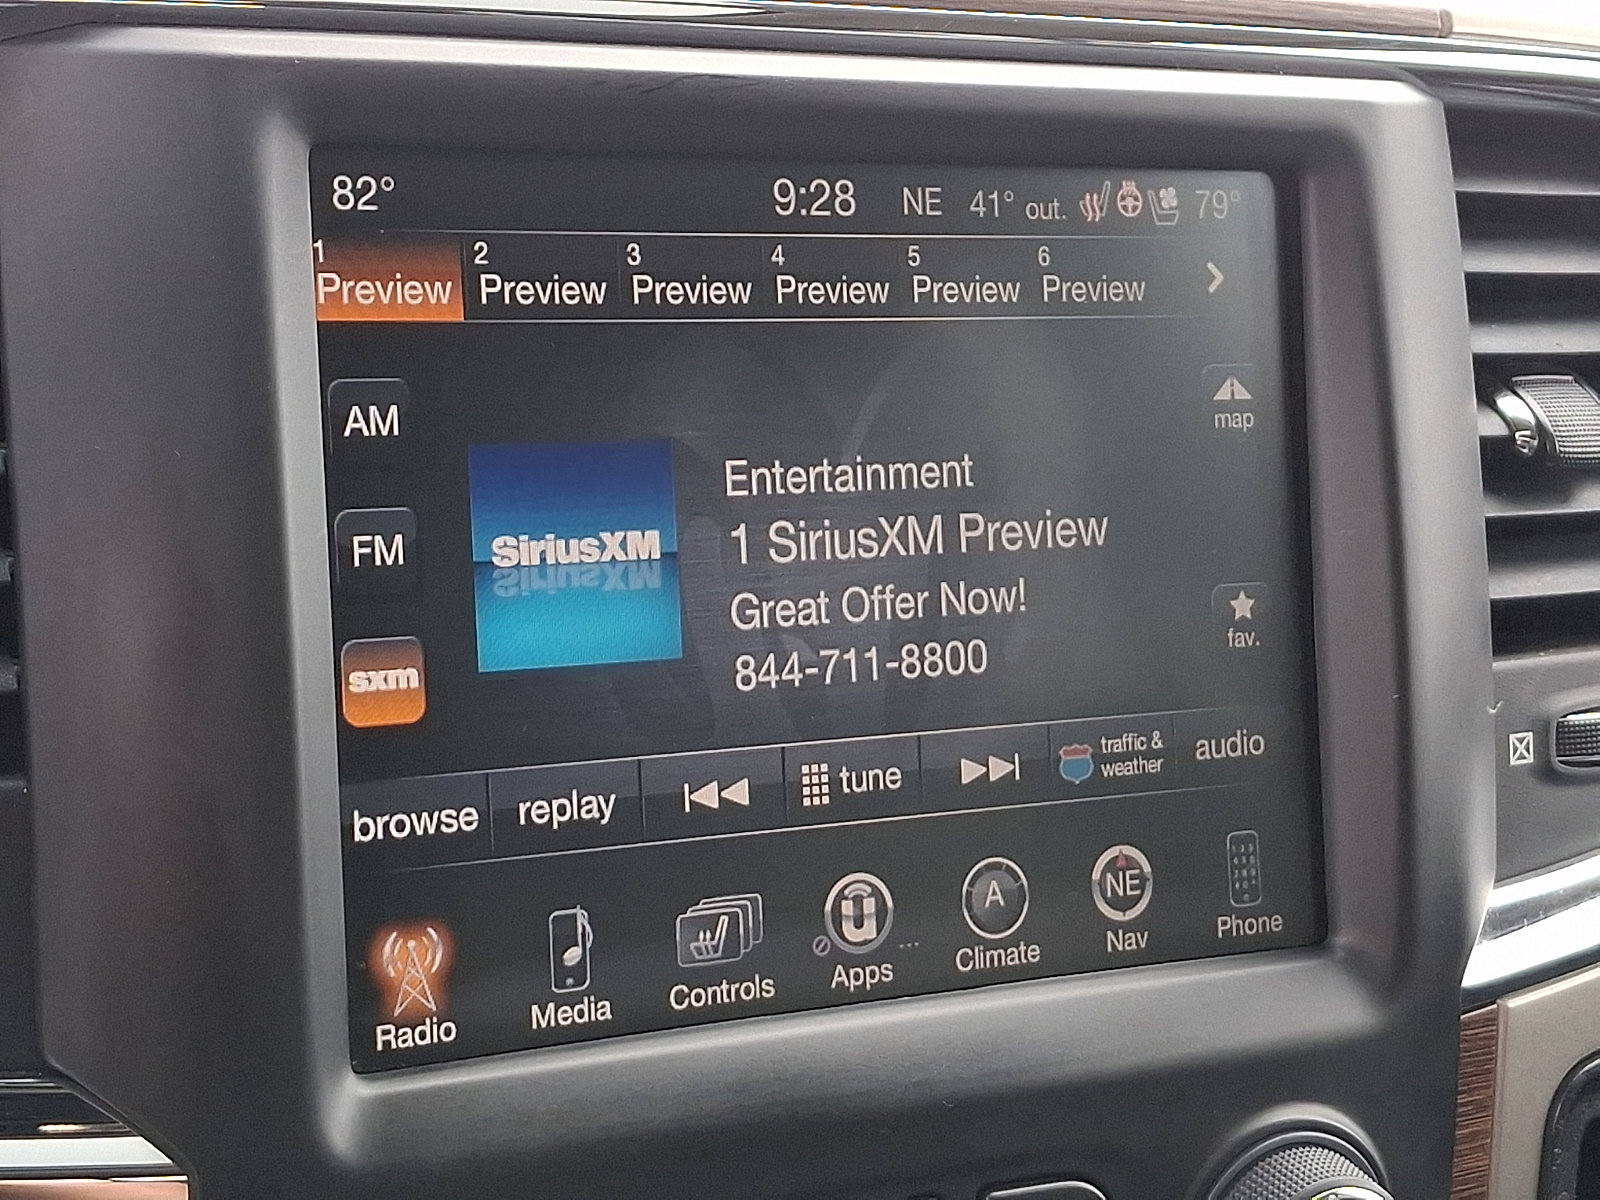 82° 9:28 NE 41° out. 79°
1 2 3 4 5 6
Preview Preview Preview Preview Preview Preview
AM
map
Entertainment
SiriusXM
1 SiriusXM Preview
FM
Great Offer Now!
fav.
844-711-8800
sxm
browse replay tune traffic & weather audio
A NE
Radio Media Controls Apps Climate Nav Phone